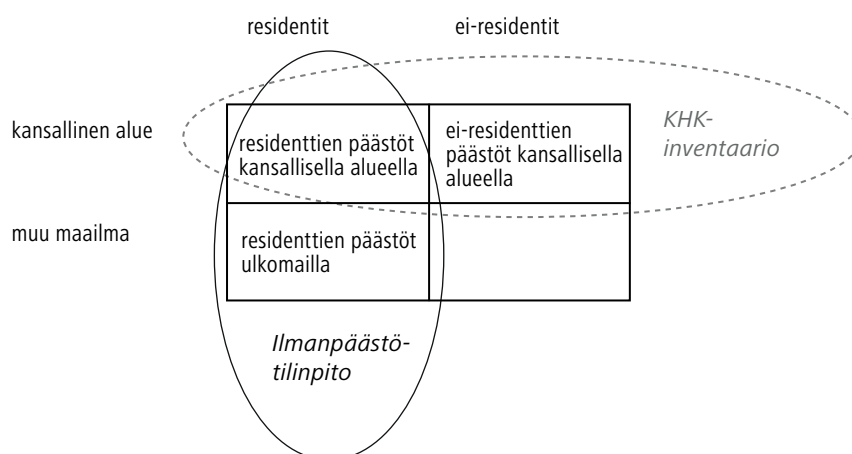 residentit
ei-residentit
kansallinen alue
residenttien päästöt
kansallisella alueella
ei-residenttien
päästöt kansallisella
alueella
KHK-
inventaario
muu maailma
residenttien päästöt
ulkomailla
Ilmanpäästö-
tilinpito